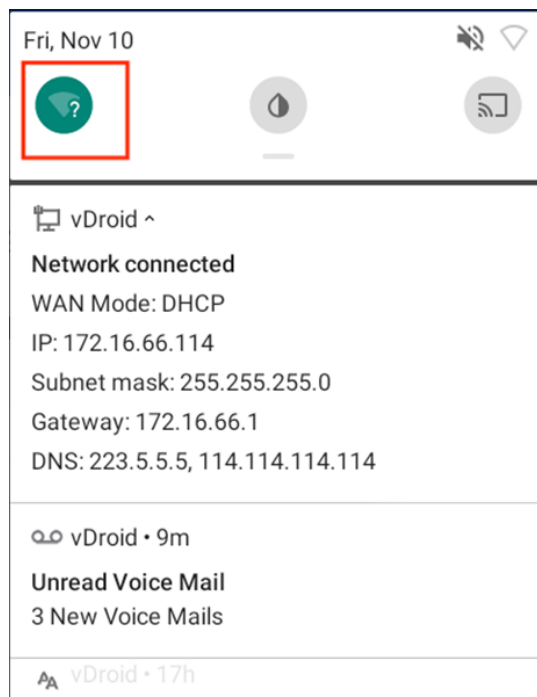 Fri, Nov 10
?
vDroid
Network connected
WAN Mode: DHCP
IP: 172.16.66.114
Subnet mask: 255.255.255.0
Gateway: 172.16.66.1
DNS: 223.5.5.5, 114.114.114.114
vDroid • 9m
Unread Voice Mail
3 New Voice Mails
AA vDroid • 17h